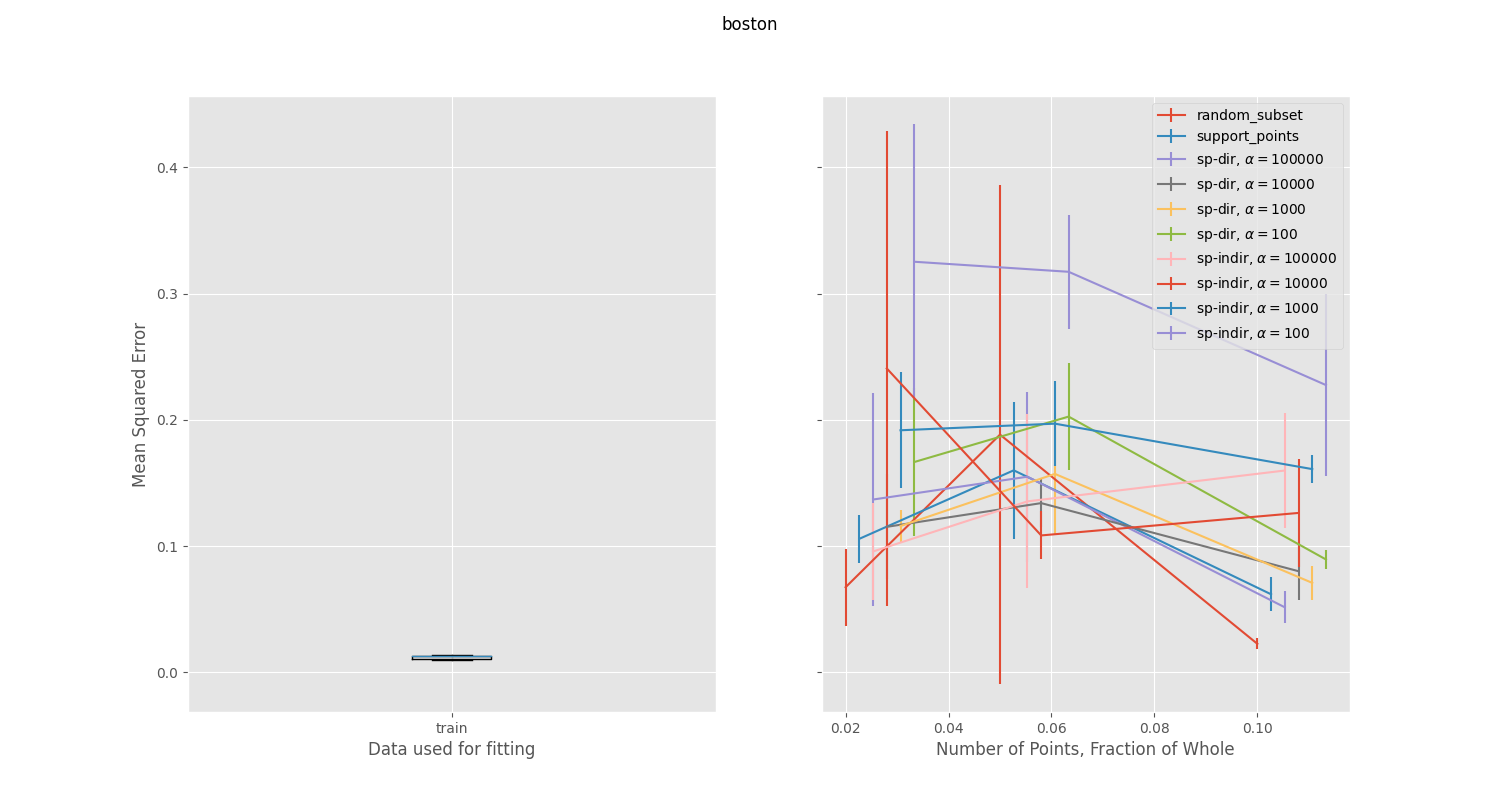 boston
Mean Squared Error
0.4
0.3
0.2
0.1
0.0
train
Data used for fitting
random_subset
support_points
sp-dir, α = 100000
sp-dir, α = 10000
sp-dir, α = 1000
sp-dir, α = 100
sp-indir, α = 100000
sp-indir, α = 10000
sp-indir, α = 1000
sp-indir, α = 100
0.02 0.04 0.06 0.08 0.10
Number of Points, Fraction of Whole